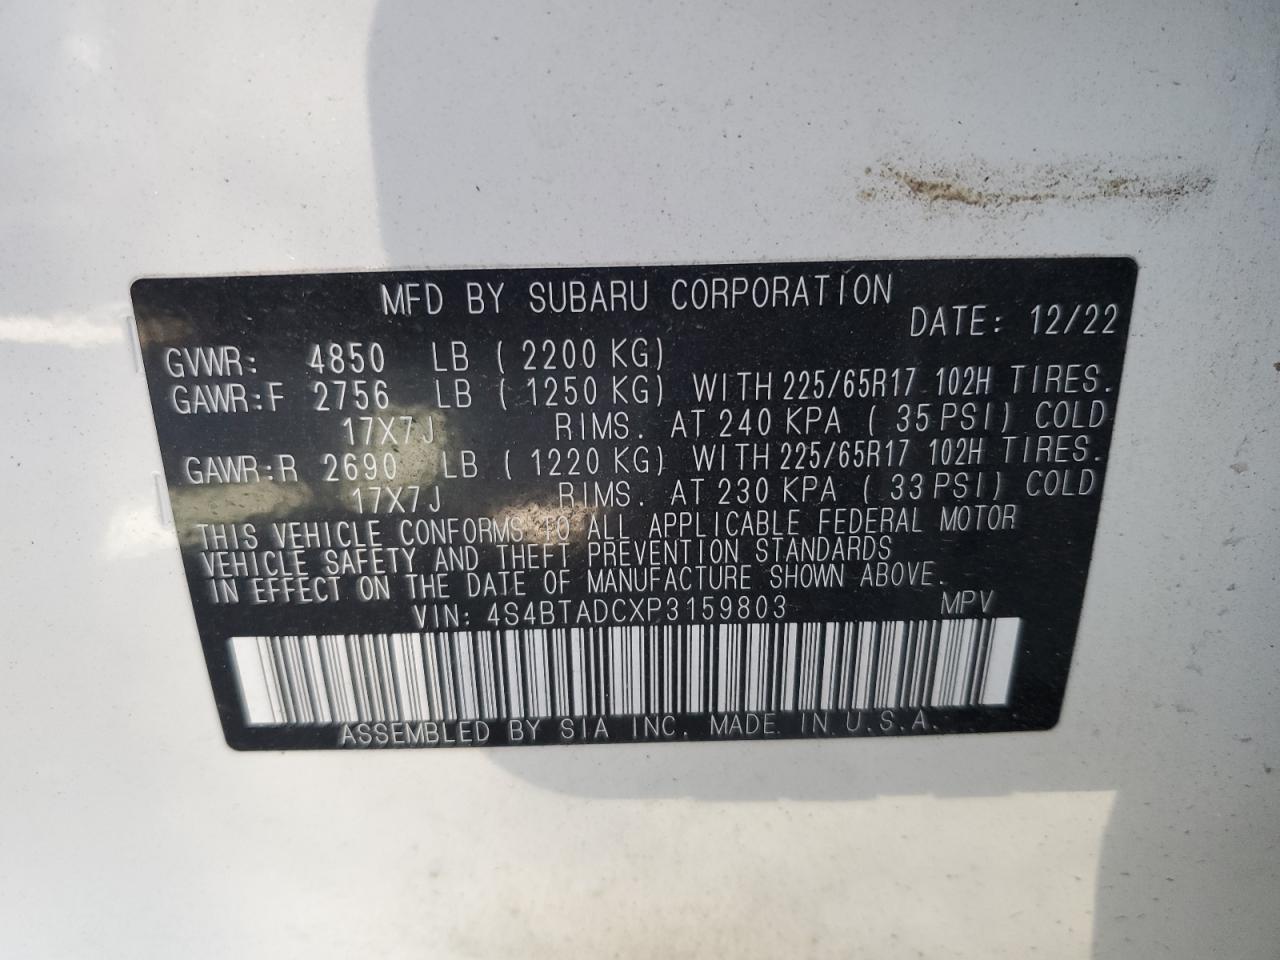 MFD BY SUBARU CORPORATION
DATE: 12/22
GVWR: 4850 LB ( 2200 KG)
GAWR:F 2756 LB ( 1250 KG) WITH 225/65R17 102H TIRES.
17X7J RIMS. AT 240 KPA ( 35 PSI) COLD
GAWR:R 2690 LB ( 1220 KG) WITH 225/65R17 102H TIRES.
17X7J RIMS. AT 230 KPA ( 33 PSI) COLD
THIS VEHICLE CONFORMS TO ALL APPLICABLE FEDERAL MOTOR
VEHICLE SAFETY AND THEFT PREVENTION STANDARDS
IN EFFECT ON THE DATE OF MANUFACTURE SHOWN ABOVE.
VIN: 4S4BTADCXP3159803 MPV
ASSEMBLED BY SIA INC. MADE IN U.S.A.